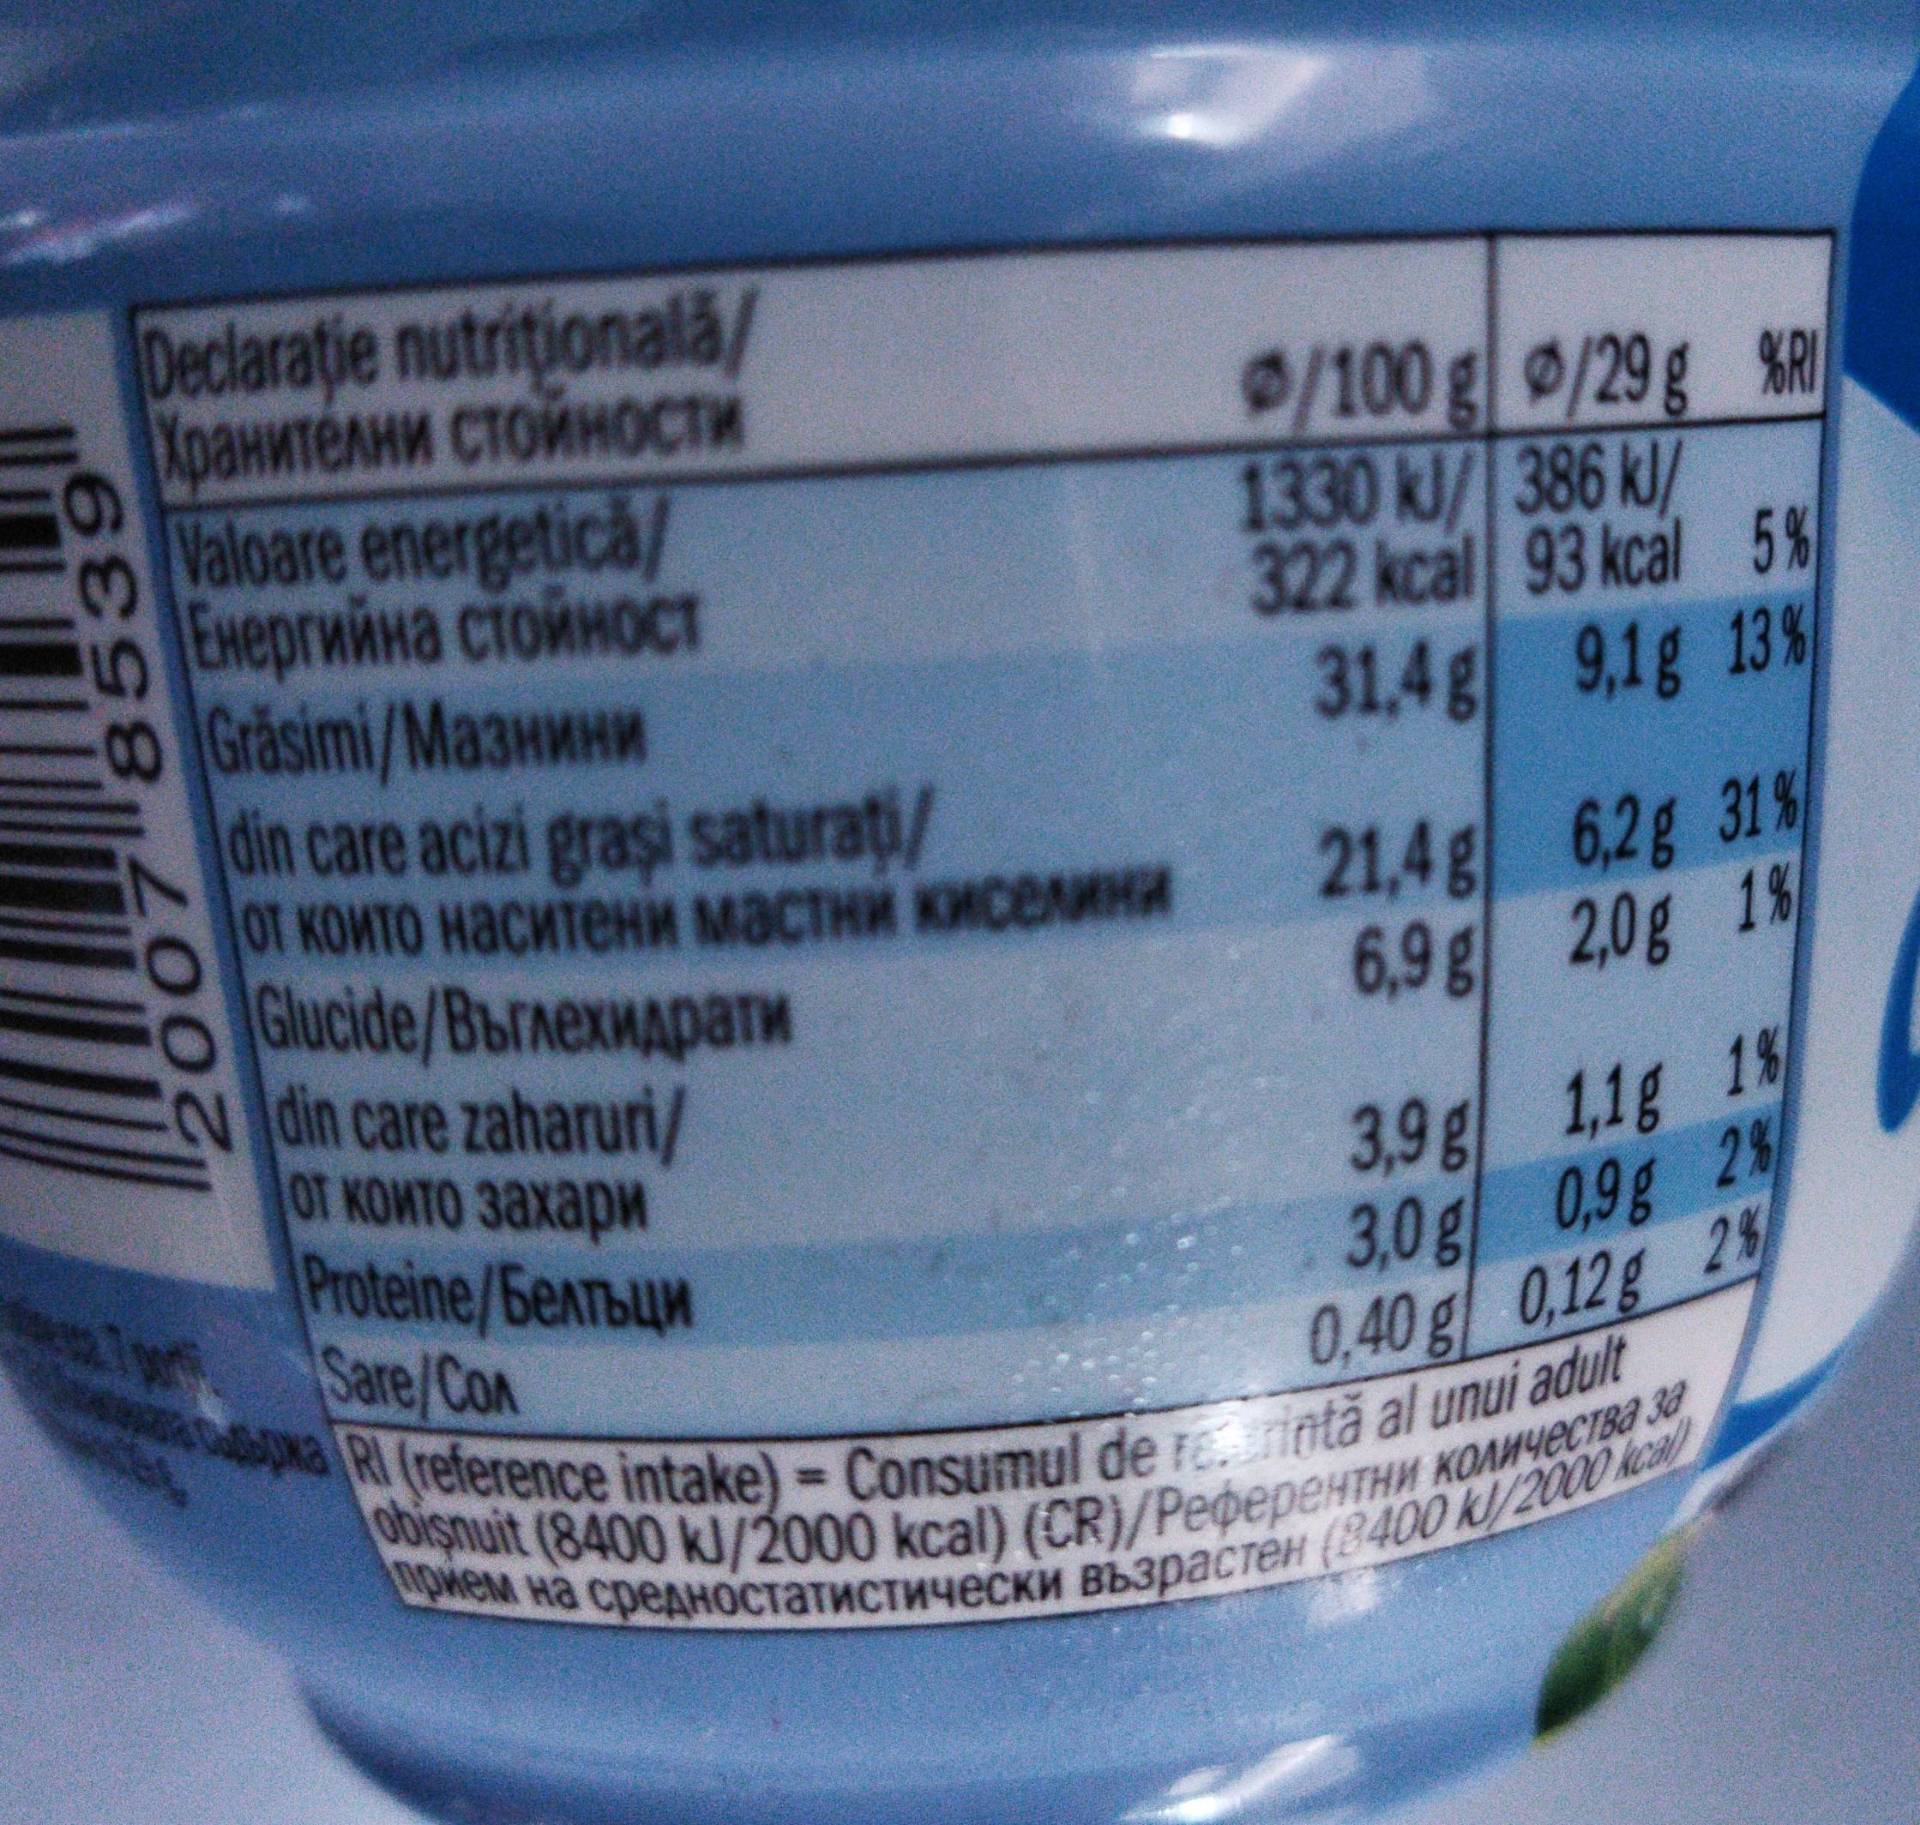 Declarație nutrițională/
Хранителни стойности
ø/100 g ø/29 g %RI
Valoare energetică/
Енергийна стойност
1330 kJ/ 386 kJ/
322 kcal 93 kcal 5 %
Grăsimi/Мазнини 31,4 g 9,1 g 13 %
din care acizi grași saturați/
от които наситени мастни киселини 21,4 g 6,2 g 31 %
Glucide/Въглехидрати 6,9 g 2,0 g 1 %
din care zaharuri/
от които захари 3,9 g 1,1 g 1 %
Proteine/Белтъци 3,0 g 0,9 g 2 %
Sare/Сол 0,40 g 0,12 g 2 %
RI (reference intake) = Consumul de al unui adult
obișnuit (8400 kJ/2000 kcal) (CR)/Референтни количества за
прием на средностатистически възрастен (8400 kJ/2000 kcal)
2007 8539